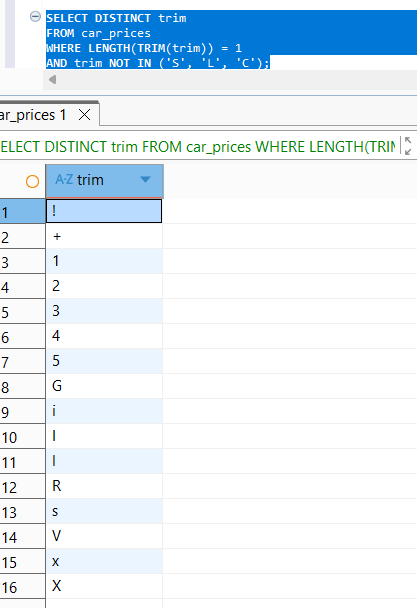 SELECT DISTINCT trim
FROM car_prices
WHERE LENGTH(TRIM(trim)) = 1
AND trim NOT IN ('S', 'L', 'C');
ar_prices 1
ELECT DISTINCT trim FROM car_prices WHERE LENGTH(TRIM
A-Z trim
1 !
2 +
3 1
4 2
5 3
6 4
7 5
8 G
9 i
10 I
11 l
12 R
13 s
14 V
15 x
16 X